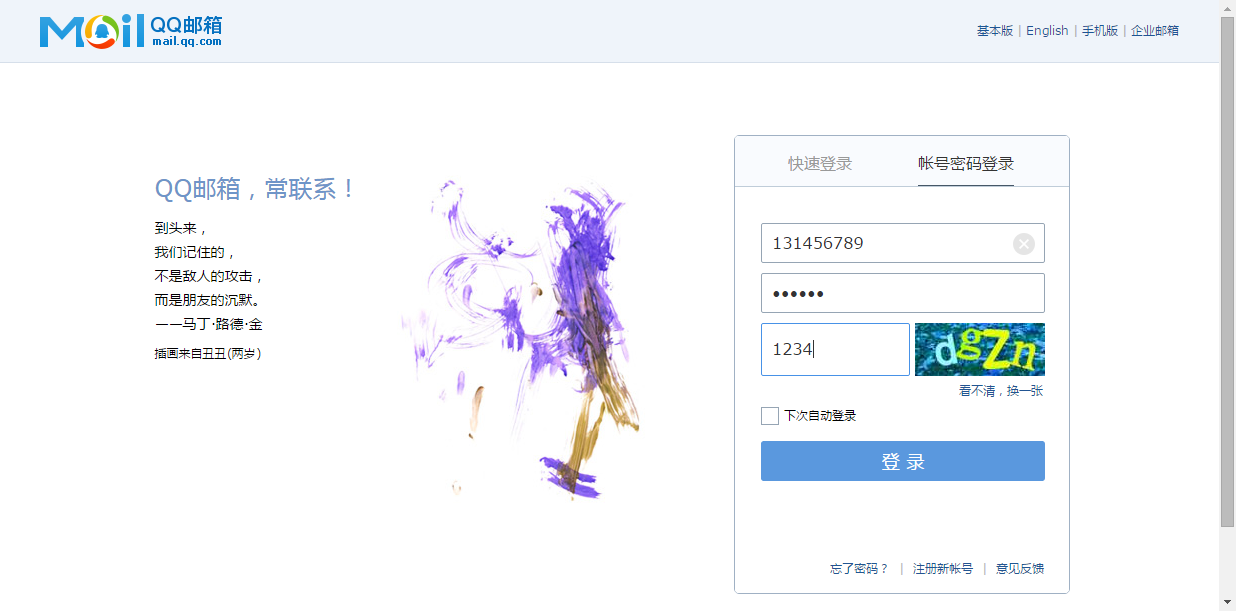 Mail QQ邮箱
mail.qq.com
基本版 | English | 手机版 | 企业邮箱
QQ邮箱，常联系！
到头来，
我们记住的，
不是敌人的攻击，
而是朋友的沉默。
——马丁·路德·金
插画来自丑丑(两岁)
快速登录 帐号密码登录
131456789
••••••
1234 dgZn
看不清，换一张
下次自动登录
登 录
忘了密码？ | 注册新帐号 | 意见反馈